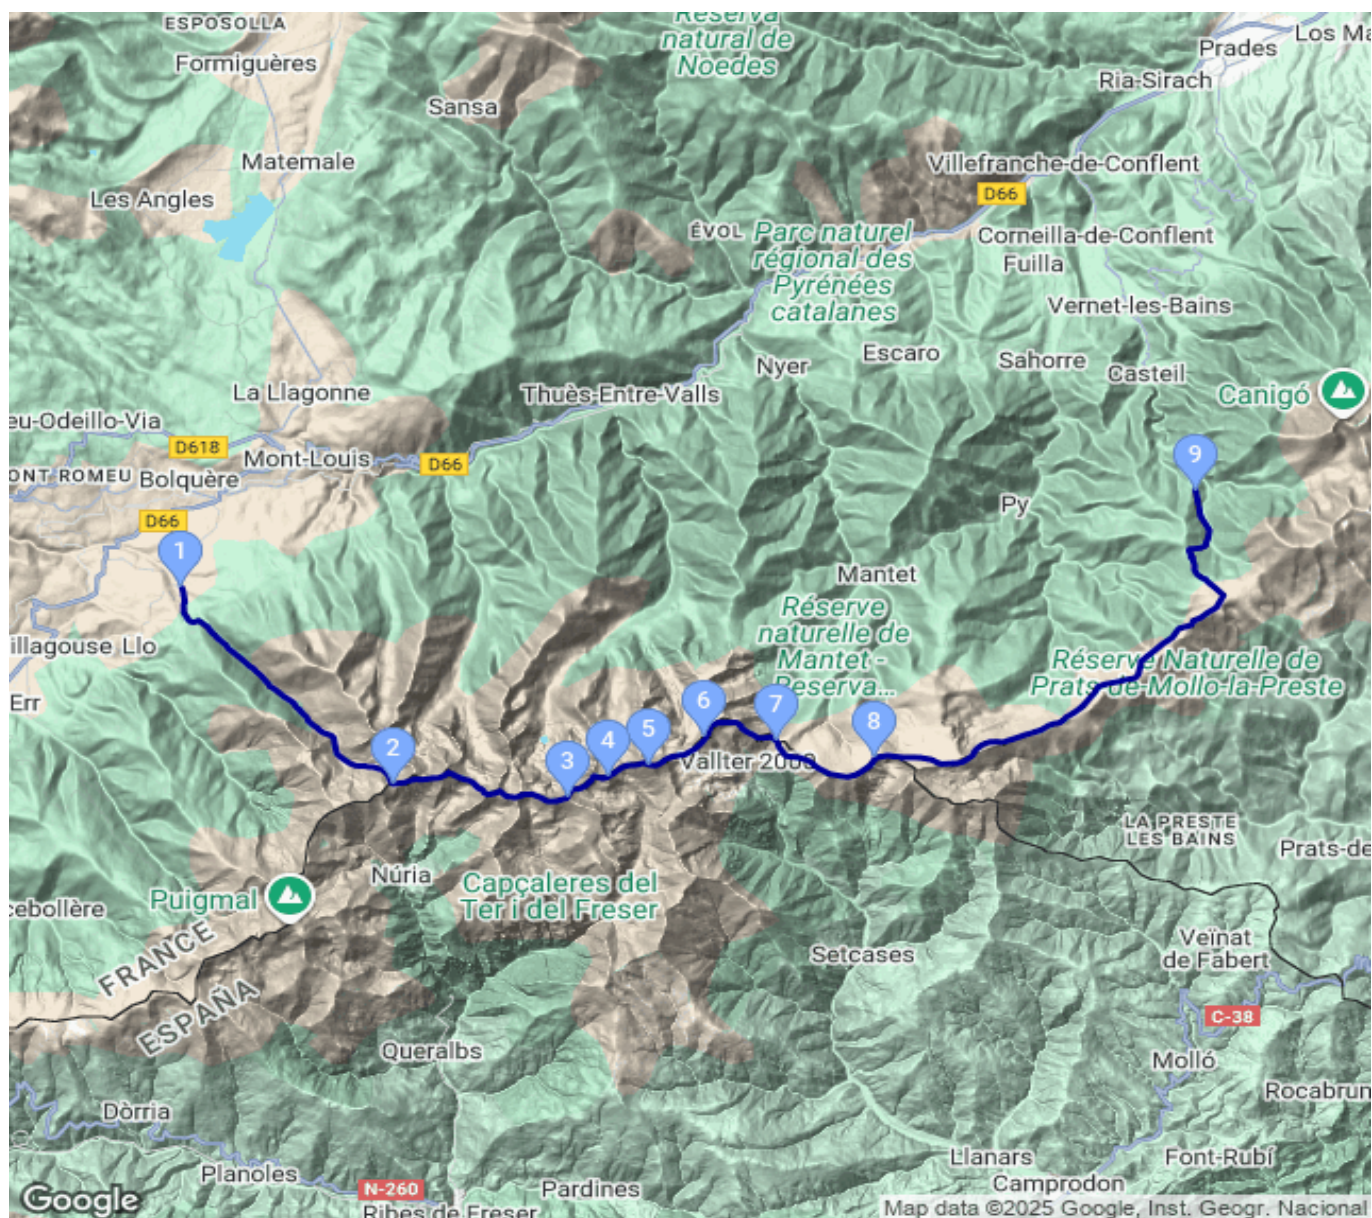 ESPOSOLLA
Formiguères
Réserva
natural de
Noedes
Sansa
Los Ma
Prades
Ria-Sirach
Matemale
Les Angles
Villefranche-de-Conflent
D66
ÉVOL
Parc naturel
régional des
Pyrénées
catalanes
Corneilla-de-Conflent
Fuilla
Vernet-les-Bains
Nyer
Escaro
Sahorre
Casteil
Canigó
La Llagonne
Thuès-Entre-Valls
eu-Odeillo-Via
D618
Mont-Louis
D66
ONT ROMEU
Bolquère
D66
9
Py
1
Mantet
Réserve
naturelle de
Mantet -
Reserva...
illagouse
Llo
Réserve Naturelle de
Prats-de-Mollo-la-Preste
Err
2
3
4
5
6
7
8
Vallter 2000
LA PRESTE
LES BAINS
Prats-de
Núria
Puigmal
Capçaleres del
Ter i del Freser
cebollère
FRANCE
ESPAÑA
Setcases
Veïnat
de Fabert
C-38
Queralbs
Molló
Rocabrun
Dòrria
Planoles
Llanars
Font-Rubí
Camprodon
N-260
Pardines
Ribes de Freser
Google
Map data ©2025 Google, Inst. Geogr. Nacional